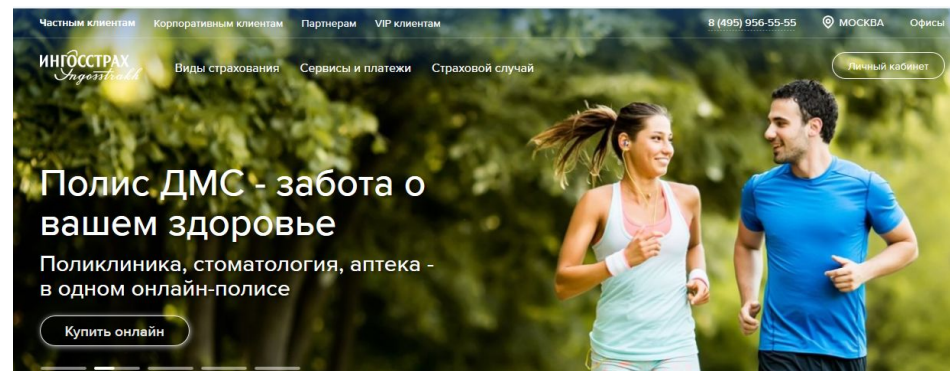 Частным клиентам Корпоративным клиентам Партнерам VIP клиентам 8 (495) 956-55-55 МОСКВА Офисы
ИНГОССТРАХ
Ingosstrakh
Виды страхования Сервисы и платежи Страховой случай Личный кабинет
Полис ДМС - забота о
вашем здоровье
Поликлиника, стоматология, аптека -
в одном онлайн-полисе
Купить онлайн